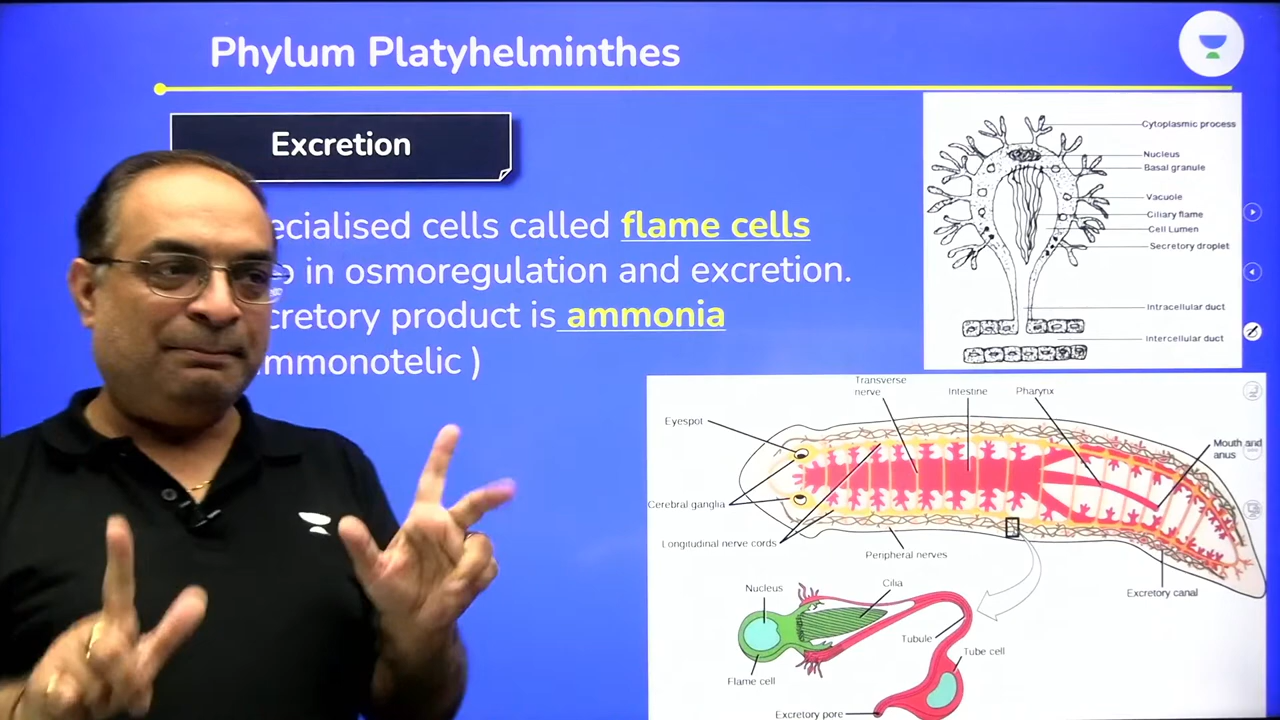 Phylum Platyhelminthes
Excretion
ecialised cells called flame cells
in osmoregulation and excretion.
cretory product is ammonia
mmonotelic )
Cytoplasmic process
Nucleus
Basal granule
Vacuole
Ciliary flame
Cell Lumen
Secretory droplet
Intracellular duct
Intercellular duct
Transverse
nerve
Intestine
Pharynx
Eyespot
Mouth and
anus
Cerebral ganglia
Longitudinal nerve cords
Peripheral nerves
Excretory canal
Nucleus
Cilia
Tubule
Tube cell
Flame cell
Excretory pore